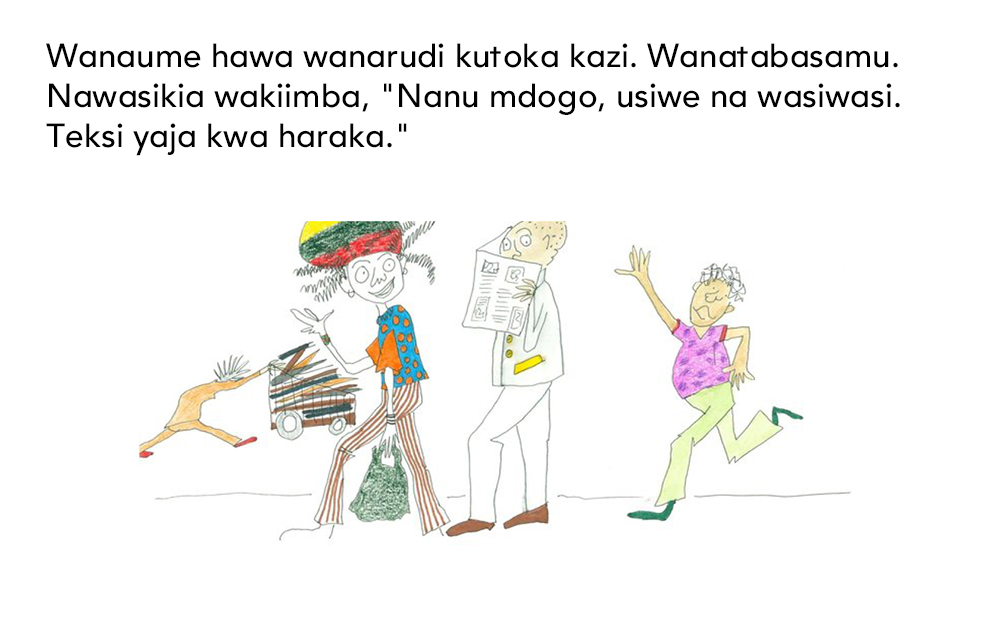 Wanaume hawa wanarudi kutoka kazi. Wanatabasamu.
Nawasikia wakiimba, "Nanu mdogo, usiwe na wasiwasi.
Teksi yaja kwa haraka."